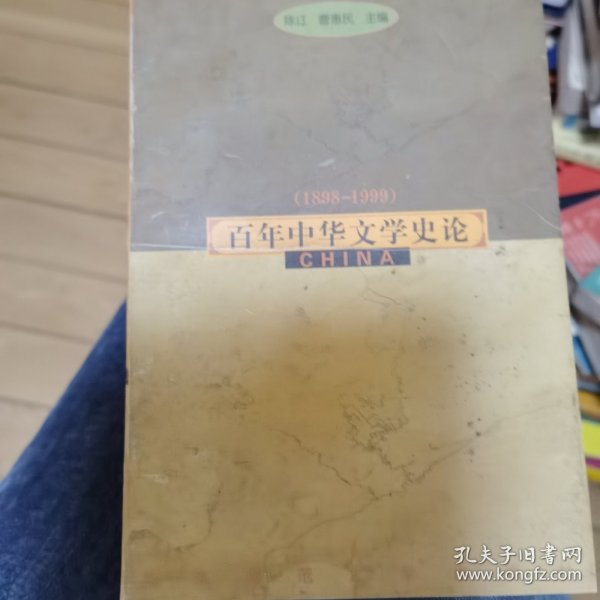 陈辽 曹惠民 主编
(1898-1999)
百年中华文学史论
CHINA
孔夫子旧书网
www.kongfz.com